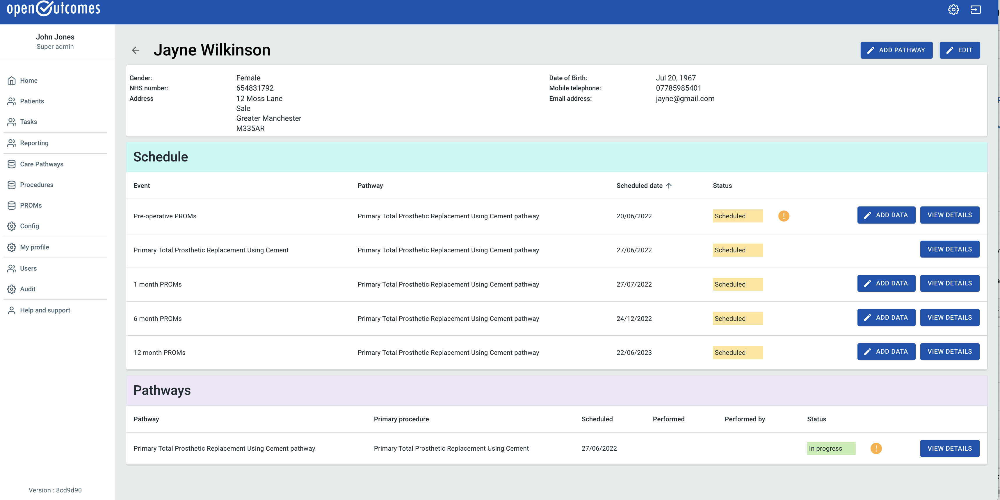 openOutcomes
John Jones
Super admin
Home
Patients
Tasks
Reporting
Care Pathways
Procedures
PROMs
Config
My profile
Users
Audit
Help and support
Version : 8cd9d90
Jayne Wilkinson
ADD PATHWAY EDIT
Gender: Female Date of Birth: Jul 20, 1967
NHS number: 654831792 Mobile telephone: 07785985401
Address 12 Moss Lane Email address: jayne@gmail.com
Sale
Greater Manchester
M335AR
Schedule
Event Pathway Scheduled date Status
Pre-operative PROMs Primary Total Prosthetic Replacement Using Cement pathway 20/06/2022 Scheduled ! ADD DATA VIEW DETAILS
Primary Total Prosthetic Replacement Using Cement Primary Total Prosthetic Replacement Using Cement pathway 27/06/2022 Scheduled VIEW DETAILS
1 month PROMs Primary Total Prosthetic Replacement Using Cement pathway 27/07/2022 Scheduled ADD DATA VIEW DETAILS
6 month PROMs Primary Total Prosthetic Replacement Using Cement pathway 24/12/2022 Scheduled ADD DATA VIEW DETAILS
12 month PROMs Primary Total Prosthetic Replacement Using Cement pathway 22/06/2023 Scheduled ADD DATA VIEW DETAILS
Pathways
Pathway Primary procedure Scheduled Performed Performed by Status
Primary Total Prosthetic Replacement Using Cement pathway Primary Total Prosthetic Replacement Using Cement 27/06/2022 In progress ! VIEW DETAILS